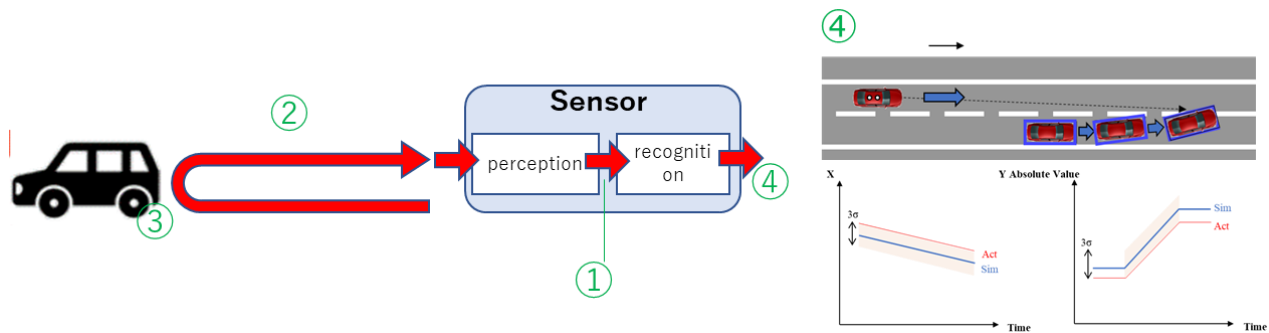 ②
③
Sensor
perception
recogniti
on
①
④
④
X
3σ
Act
Sim
Time
Y Absolute Value
3σ
Sim
Act
Time